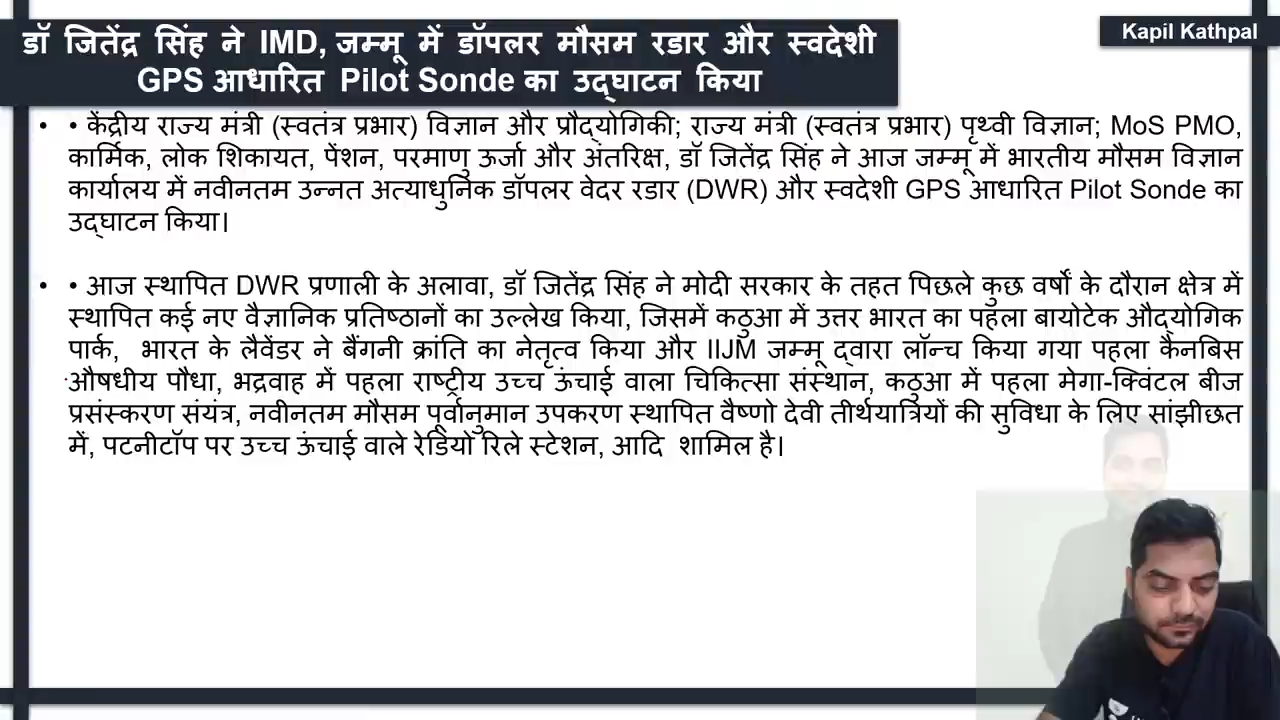 डॉ जितेंद्र सिंह ने IMD, जम्मू में डॉपलर मौसम रडार और स्वदेशी
GPS आधारित Pilot Sonde का उद्घाटन किया
Kapil Kathpal
• • केंद्रीय राज्य मंत्री (स्वतंत्र प्रभार) विज्ञान और प्रौद्योगिकी; राज्य मंत्री (स्वतंत्र प्रभार) पृथ्वी विज्ञान; MoS PMO,
कार्मिक, लोक शिकायत, पेंशन, परमाणु ऊर्जा और अंतरिक्ष, डॉ जितेंद्र सिंह ने आज जम्मू में भारतीय मौसम विज्ञान
कार्यालय में नवीनतम उन्नत अत्याधुनिक डॉपलर वेदर रडार (DWR) और स्वदेशी GPS आधारित Pilot Sonde का
उद्घाटन किया।
• • आज स्थापित DWR प्रणाली के अलावा, डॉ जितेंद्र सिंह ने मोदी सरकार के तहत पिछले कुछ वर्षों के दौरान क्षेत्र में
स्थापित कई नए वैज्ञानिक प्रतिष्ठानों का उल्लेख किया, जिसमें कठुआ में उत्तर भारत का पहला बायोटेक औद्योगिक
पार्क, भारत के लैवेंडर ने बैंगनी क्रांति का नेतृत्व किया और IIJM जम्मू द्वारा लॉन्च किया गया पहला कैनबिस
औषधीय पौधा, भद्रवाह में पहला राष्ट्रीय उच्च ऊंचाई वाला चिकित्सा संस्थान, कठुआ में पहला मेगा-क्विंटल बीज
प्रसंस्करण संयंत्र, नवीनतम मौसम पूर्वानुमान उपकरण स्थापित वैष्णो देवी तीर्थयात्रियों की सुविधा के लिए सांझीछत
में, पटनीटॉप पर उच्च ऊंचाई वाले रेडियो रिले स्टेशन, आदि शामिल है।